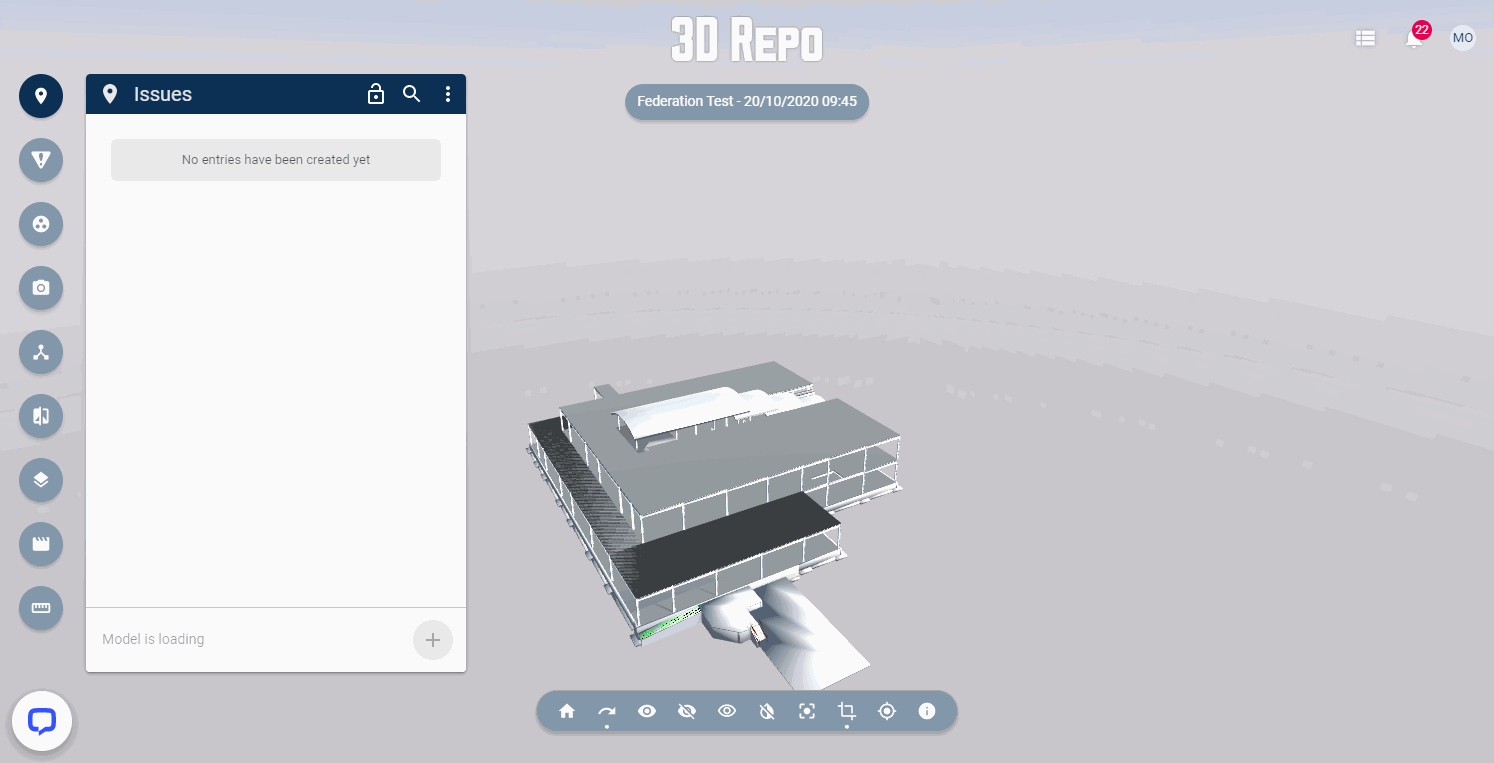 3D REPO
22
MO
Issues
Federation Test - 20/10/2020 09:45
No entries have been created yet
Model is loading